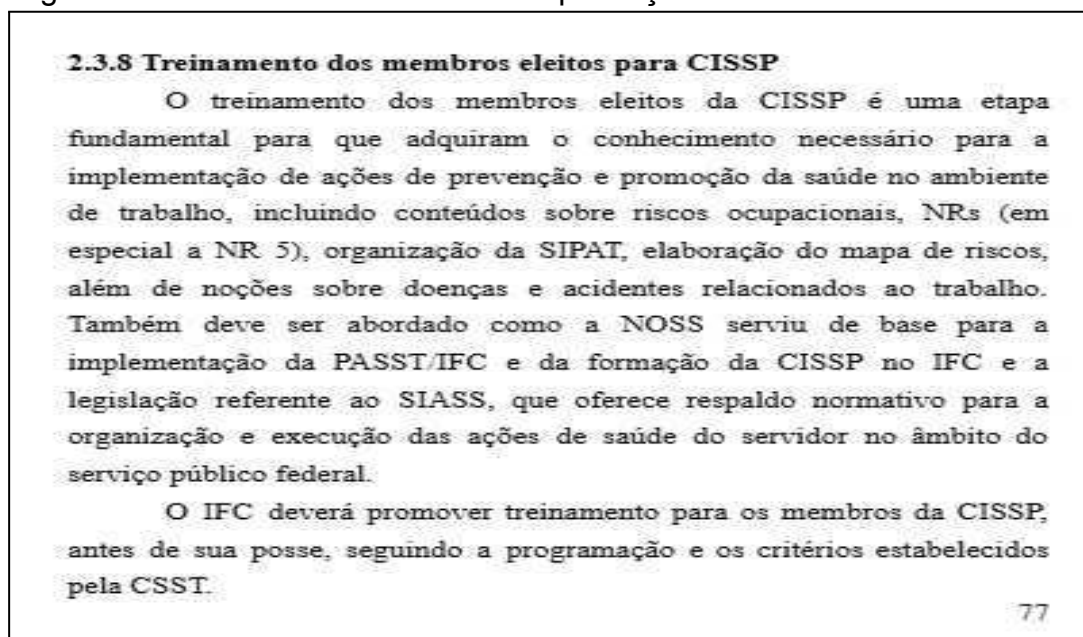 2.3.8 Treinamento dos membros eleitos para CISSP
O treinamento dos membros eleitos da CISSP é uma etapa
fundamental para que adquiram o conhecimento necessário para a
implementação de ações de prevenção e promoção da saúde no ambiente
de trabalho, incluindo conteúdos sobre riscos ocupacionais, NRs (em
especial a NR 5), organização da SIPAT, elaboração do mapa de riscos,
além de noções sobre doenças e acidentes relacionados ao trabalho.
Também deve ser abordado como a NOSS serviu de base para a
implementação da PASST/IFC e da formação da CISSP no IFC e a
legislação referente ao SIASS, que oferece respaldo normativo para a
organização e execução das ações de saúde do servidor no âmbito do
serviço público federal.
O IFC deverá promover treinamento para os membros da CISSP,
antes de sua posse, seguindo a programação e os critérios estabelecidos
pela CSST.
77